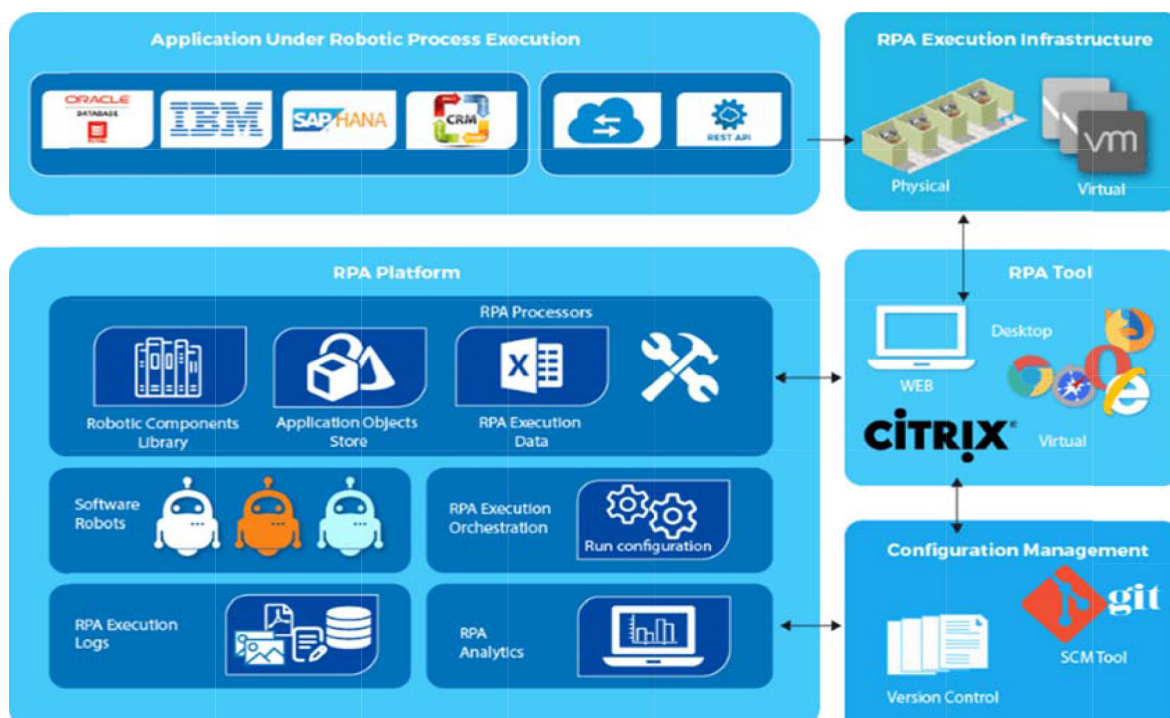 Application Under Robotic Process Execution
ORACLE
DATABASE
IBM
SAP HANA
CRM
REST API
RPA Execution Infrastructure
Physical
vm
Virtual
RPA Platform
RPA Processors
Robotic Components
Library
Application Objects
Store
X
RPA Execution
Data
Software
Robots
RPA Execution
Orchestration
Run configuration
RPA Execution
Logs
RPA
Analytics
RPA Tool
Desktop
WEB
CİTRIX®
Virtual
Configuration Management
git
SCM Tool
Version Control